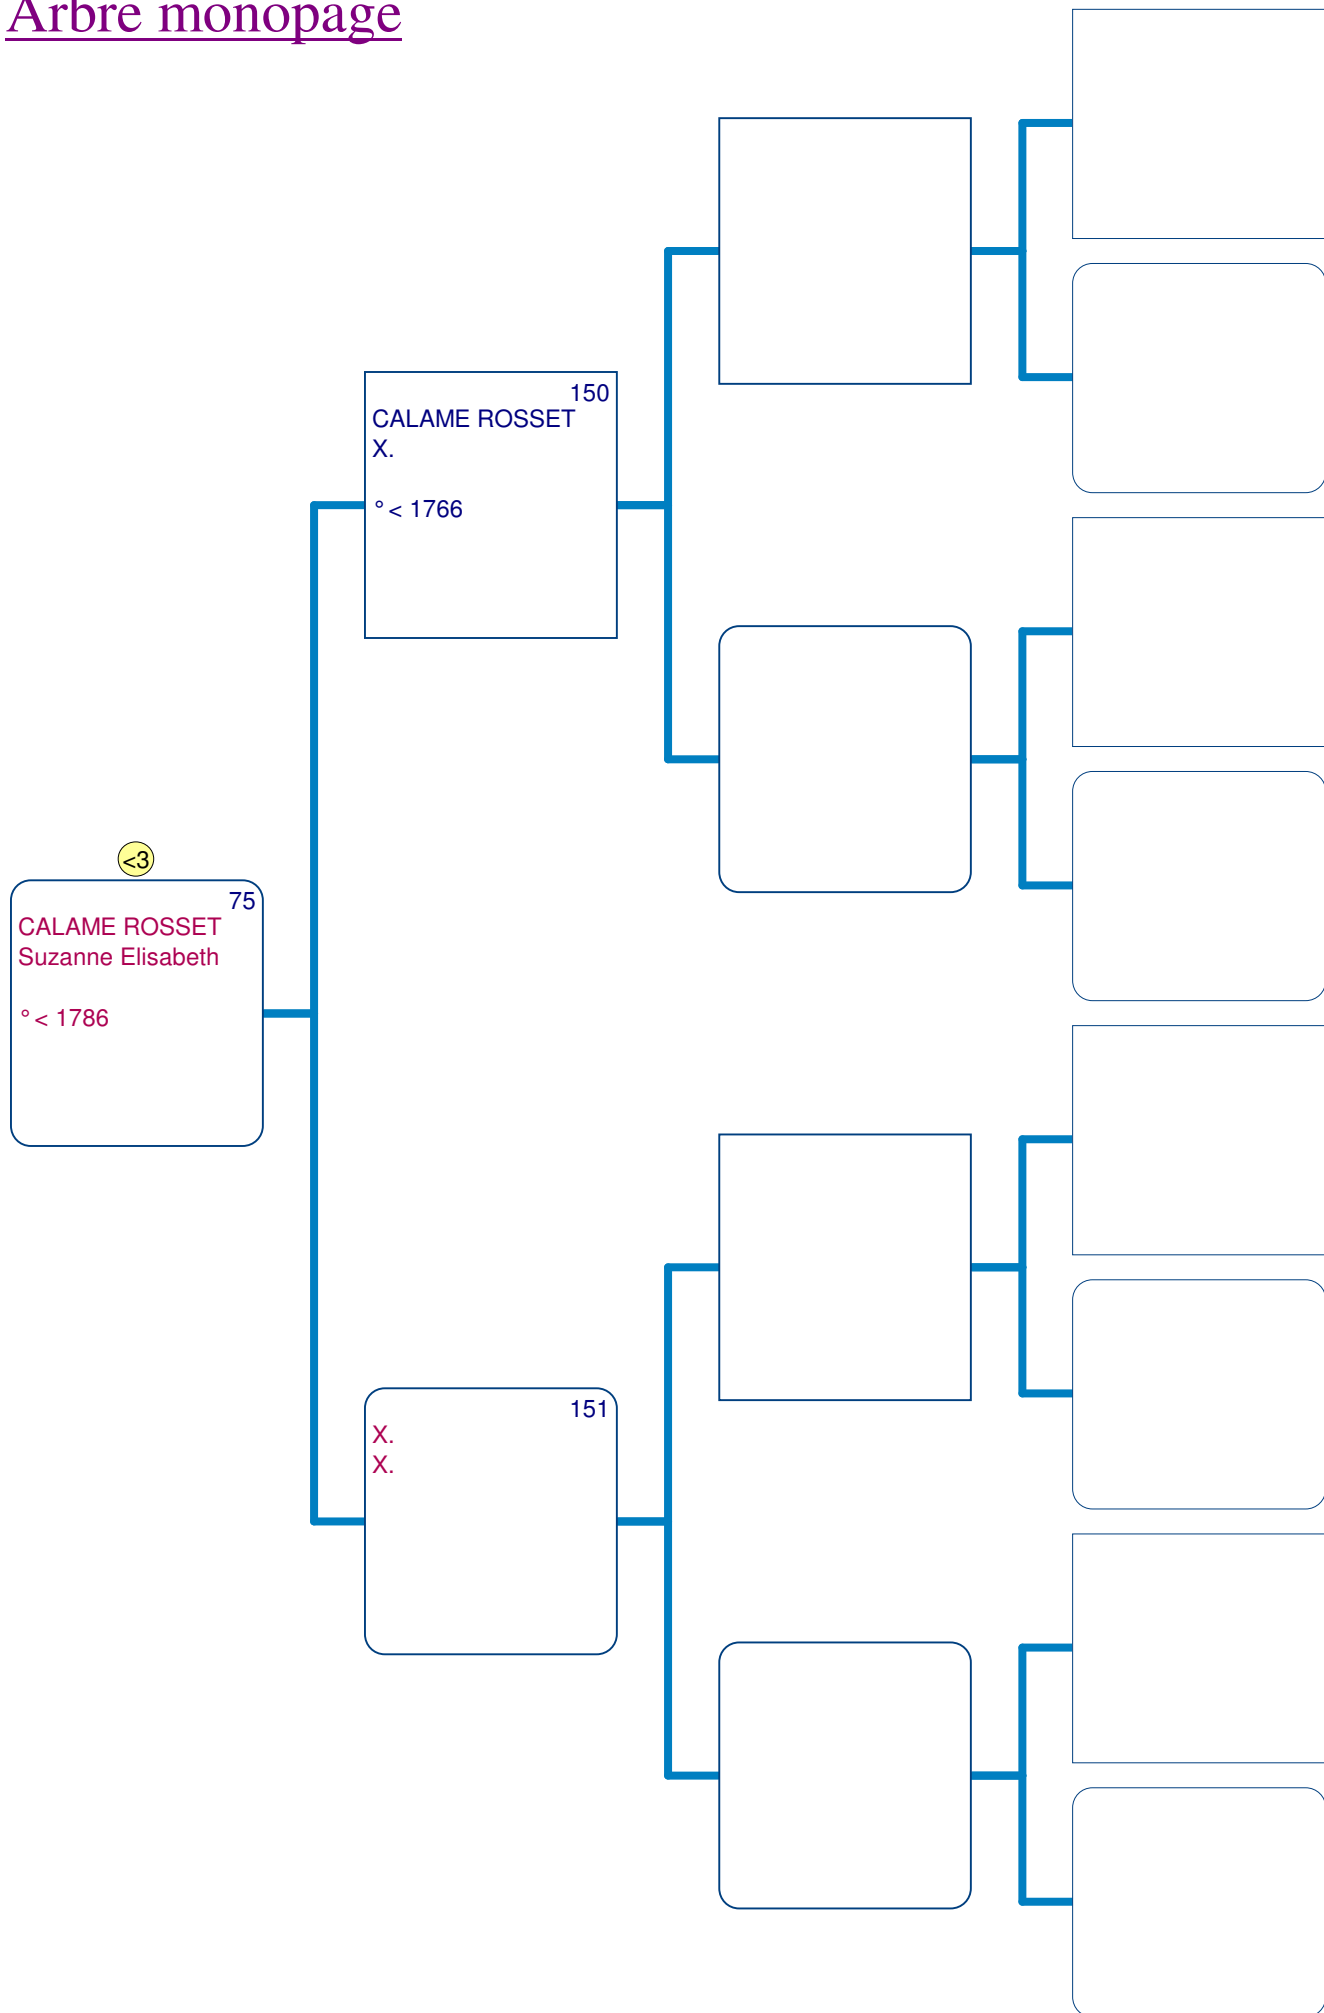 Arbre monopage
150
CALAME ROSSET
X.
° < 1766
<3
75
CALAME ROSSET
Suzanne Elisabeth
° < 1786
151
X.
X.